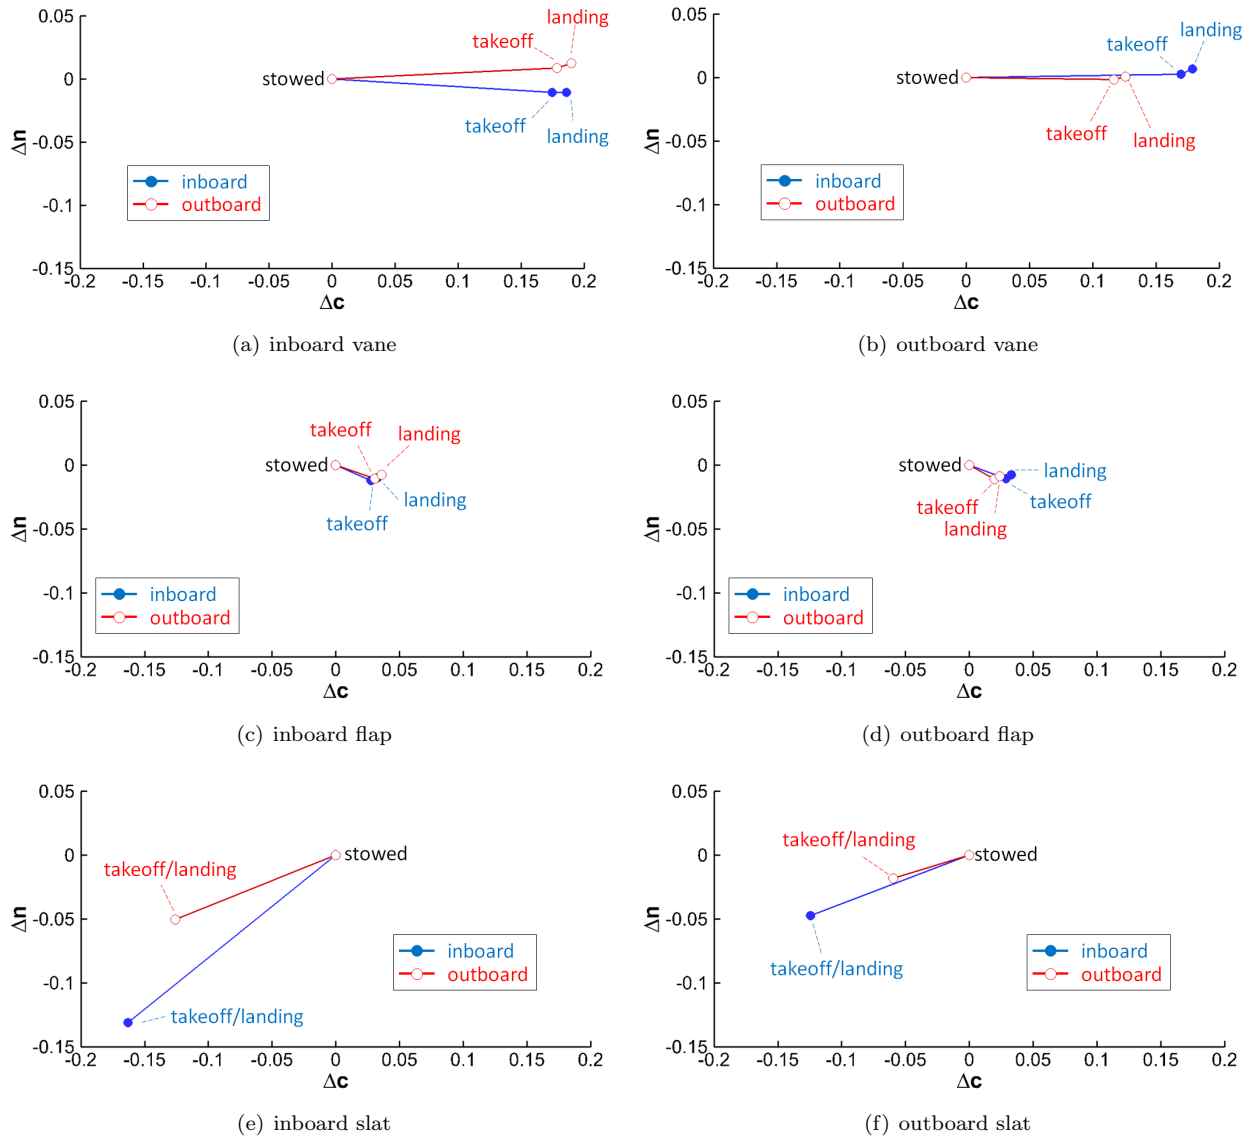 0.05
0
-0.05
-0.1
-0.15
Δn
-0.2 -0.15 -0.1 -0.05 0 0.05 0.1 0.15 0.2
Δc
stowed
takeoff
landing
takeoff
landing
inboard
outboard
(a) inboard vane
0.05
0
-0.05
-0.1
-0.15
Δn
-0.2 -0.15 -0.1 -0.05 0 0.05 0.1 0.15 0.2
Δc
stowed
takeoff
landing
takeoff
landing
inboard
outboard
(b) outboard vane
0.05
0
-0.05
-0.1
-0.15
Δn
-0.2 -0.15 -0.1 -0.05 0 0.05 0.1 0.15 0.2
Δc
takeoff
landing
stowed
landing
takeoff
inboard
outboard
(c) inboard flap
0.05
0
-0.05
-0.1
-0.15
Δn
-0.2 -0.15 -0.1 -0.05 0 0.05 0.1 0.15 0.2
Δc
stowed
landing
takeoff
takeoff
landing
inboard
outboard
(d) outboard flap
0.05
0
-0.05
-0.1
-0.15
Δn
-0.2 -0.15 -0.1 -0.05 0 0.05 0.1 0.15 0.2
Δc
stowed
takeoff/landing
takeoff/landing
inboard
outboard
(e) inboard slat
0.05
0
-0.05
-0.1
-0.15
Δn
-0.2 -0.15 -0.1 -0.05 0 0.05 0.1 0.15 0.2
Δc
takeoff/landing
stowed
takeoff/landing
inboard
outboard
(f) outboard slat